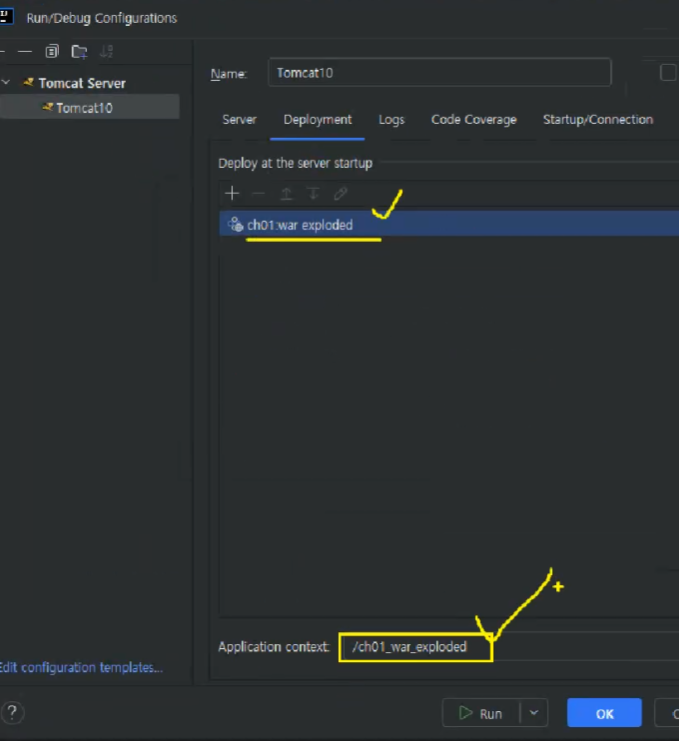 Run/Debug Configurations
Tomcat Server
Tomcat10
Name:
Tomcat10
Server
Deployment
Logs
Code Coverage
Startup/Connection
Deploy at the server startup
ch01:war exploded
Application context:
/ch01_war_exploded
Edit configuration templates...
?
Run
OK